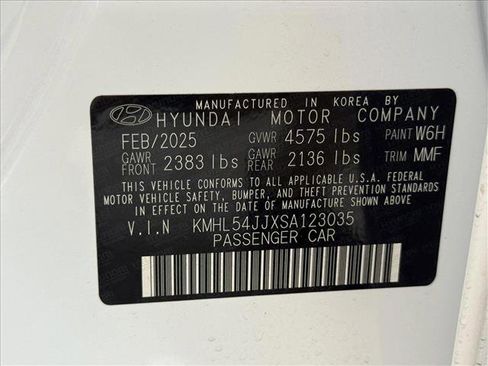 MANUFACTURED IN KOREA BY
HYUNDAI MOTOR COMPANY
FEB/2025 GVWR 4575 lbs PAINT W6H
GAWR FRONT 2383 lbs GAWR REAR 2136 lbs TRIM MMF
THIS VEHICLE CONFORMS TO ALL APPLICABLE U.S.A. FEDERAL
MOTOR VEHICLE SAFETY, BUMPER, AND THEFT PREVENTION STANDARDS
IN EFFECT ON THE DATE OF MANUFACTURE SHOWN ABOVE.
V.I.N KMHL54JJXSA123035
PASSENGER CAR